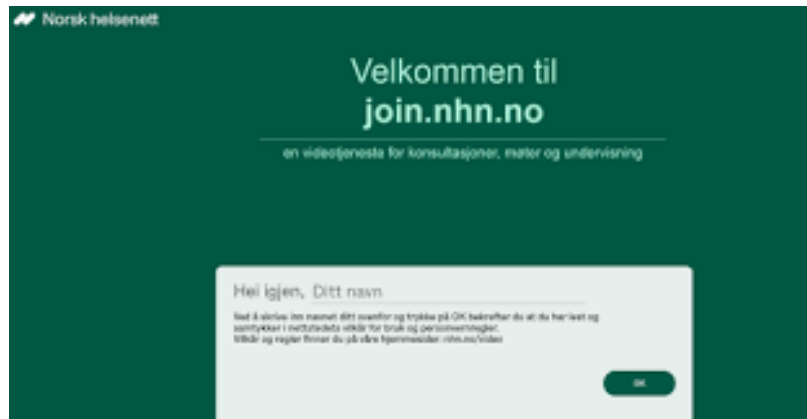 Norsk helsenett
Velkommen til
join.nhn.no
en videotjeneste for konsultasjoner, møter og undervisning
Hei igjen, Ditt navn
Ved å skrive inn navnet ditt ovenfor og trykke på OK bekrefter du at du har lest og
samtykker i nettstedets vilkår for bruk og personvernregler.
Vilkår og regler finner du på våre hjemmesider: nhn.no/video
OK